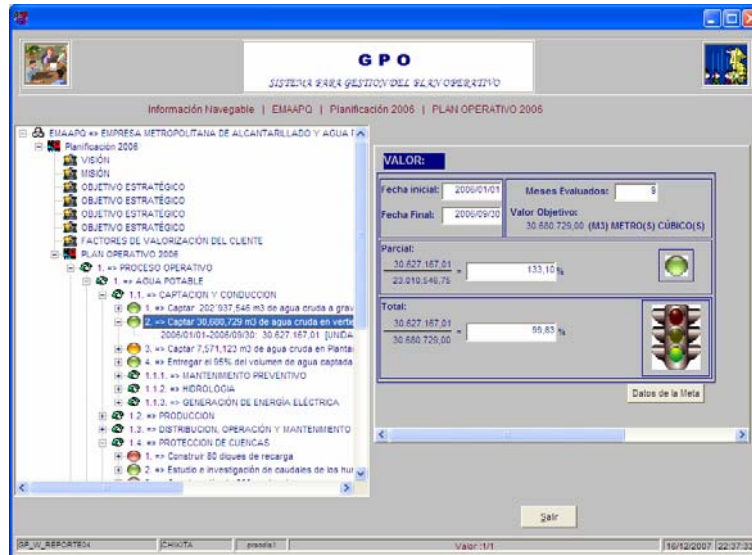 G P O
SISTEMA PARA GESTION DEL PLAN OPERATIVO
Información Navegable | EMAAPQ | Planificación 2006 | PLAN OPERATIVO 2006
EMAAPQ => EMPRESA METROPOLITANA DE ALCANTARILLADO Y AGUA
Planificación 2006
VISIÓN
MISIÓN
OBJETIVO ESTRATÉGICO
OBJETIVO ESTRATÉGICO
OBJETIVO ESTRATÉGICO
OBJETIVO ESTRATÉGICO
FACTORES DE VALORIZACIÓN DEL CLIENTE
PLAN OPERATIVO 2006
1. => PROCESO OPERATIVO
1. => AGUA POTABLE
1.1. => CAPTACION Y CONDUCCION
1. => Captar 202'937,546 m3 de agua cruda a grav
2. => Captar 30,680,729 m3 de agua cruda en vertie
2006/01/01-2006/09/30: 30.627.167,01 [UNIDA
3. => Captar 7,571,123 m3 de agua cruda en Planta
4. => Entregar el 95% del volumen de agua captada
1.1.1. => MANTENIMIENTO PREVENTIVO
1.1.2. => HIDROLOGIA
1.1.3. => GENERACIÓN DE ENERGÍA ELÉCTRICA
1.2. => PRODUCCION
1.3. => DISTRIBUCION, OPERACIÓN Y MANTENIMIENTO
1.4. => PROTECCION DE CUENCAS
1. => Construir 80 diques de recarga
2. => Estudio e investigación de caudales de los hu
VALOR:
Fecha inicial: 2006/01/01
Fecha Final: 2006/09/30
Meses Evaluados: 9
Valor Objetivo:
30.680.729,00 (M3) METRO(S) CÚBICO(S)
Parcial:
30.627.167,01
23.010.546,75
= 133,10 %
Total:
30.627.167,01
30.680.729,00
= 99,83 %
Datos de la Meta
Salir
GP_W_REPORTE04 CHIKITA Valor :1/1 16/12/2007 22:37:33